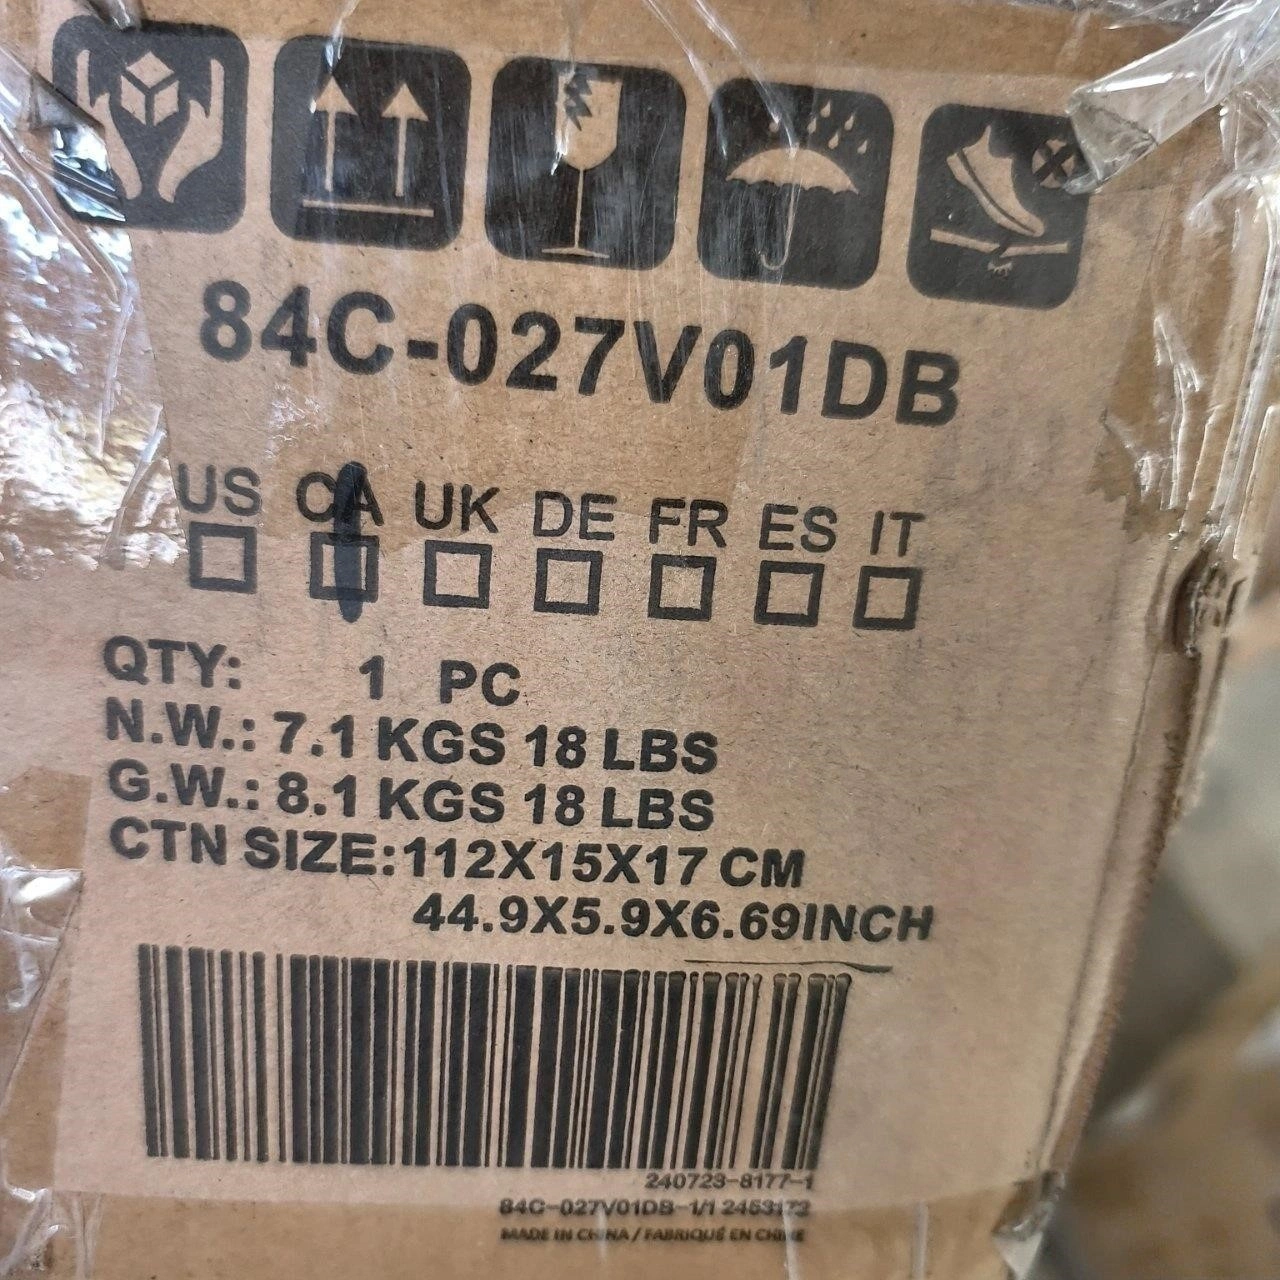 84C-027V01DB
US CA UK DE FR ES IT
QTY: 1 PC
N.W.: 7.1 KGS 18 LBS
G.W.: 8.1 KGS 18 LBS
CTN SIZE:112X15X17 CM
44.9X5.9X6.69INCH
240723-8177-1
84C-027V01DB-1/1 2453172
MADE IN CHINA / FABRIQUÉ EN CHINE